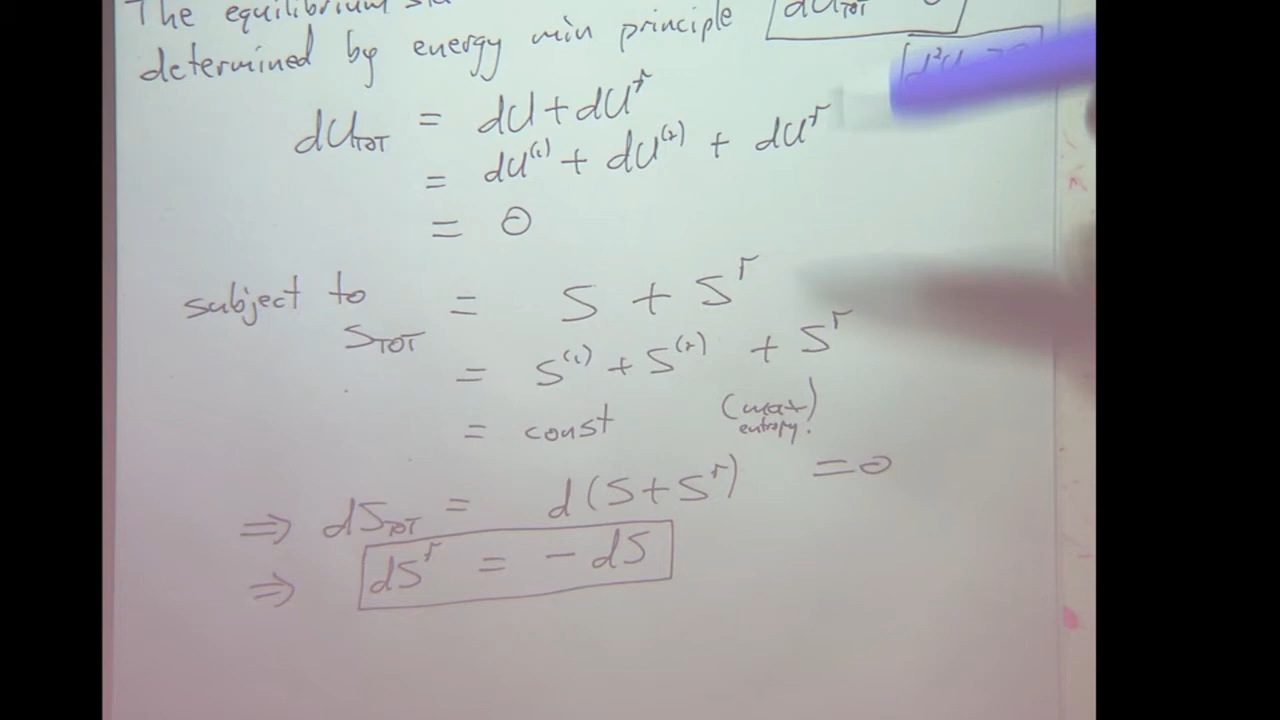 The equilibrium
determined by energy min principle dU_TOT
dU_TOT = dU + dU^r
= dU^(1) + dU^(2) + dU^r
= 0
subject to
S_TOT = S + S^r
= S^(1) + S^(2) + S^r
= const (max entropy.)
⇒ dS_TOT = d(S+S^r) = 0
⇒ dS^r = - dS